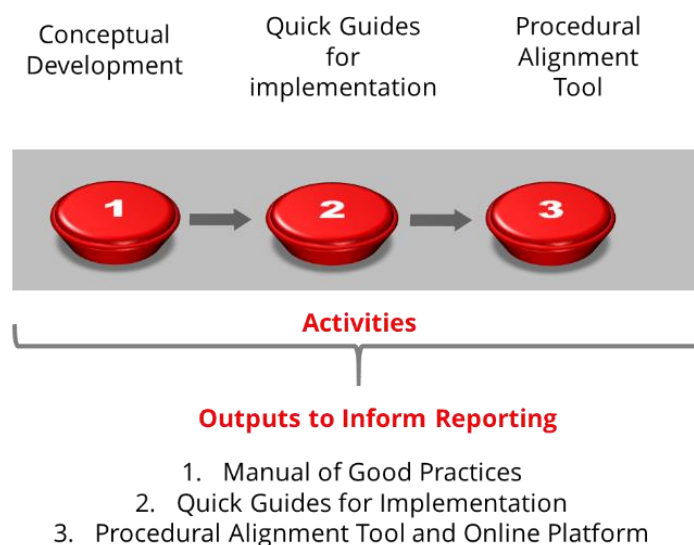 Conceptual
Development
Quick Guides
for
implementation
Procedural
Alignment
Tool
1
2
3
Activities
Outputs to Inform Reporting
1. Manual of Good Practices
2. Quick Guides for Implementation
3. Procedural Alignment Tool and Online Platform